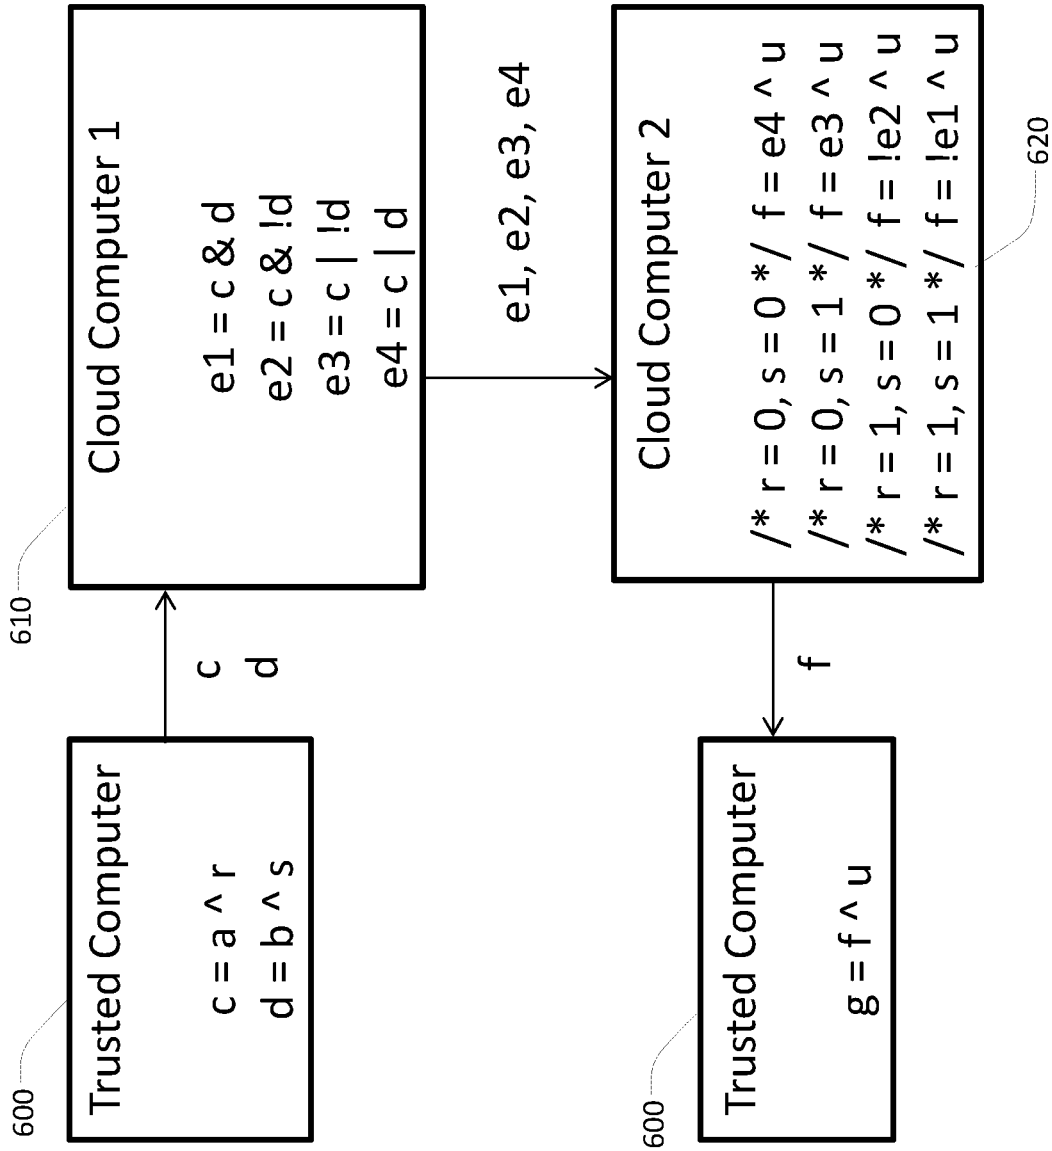 600
Trusted Computer
c = a ^ r
d = b ^ s
c
d
610
Cloud Computer 1
e1 = c & d
e2 = c & !d
e3 = c | !d
e4 = c | d
e1, e2, e3, e4
Cloud Computer 2
/* r = 0, s = 0 */ f = e4 ^ u
/* r = 0, s = 1 */ f = e3 ^ u
/* r = 1, s = 0 */ f = !e2 ^ u
/* r = 1, s = 1 */ f = !e1 ^ u
620
f
600
Trusted Computer
g = f ^ u